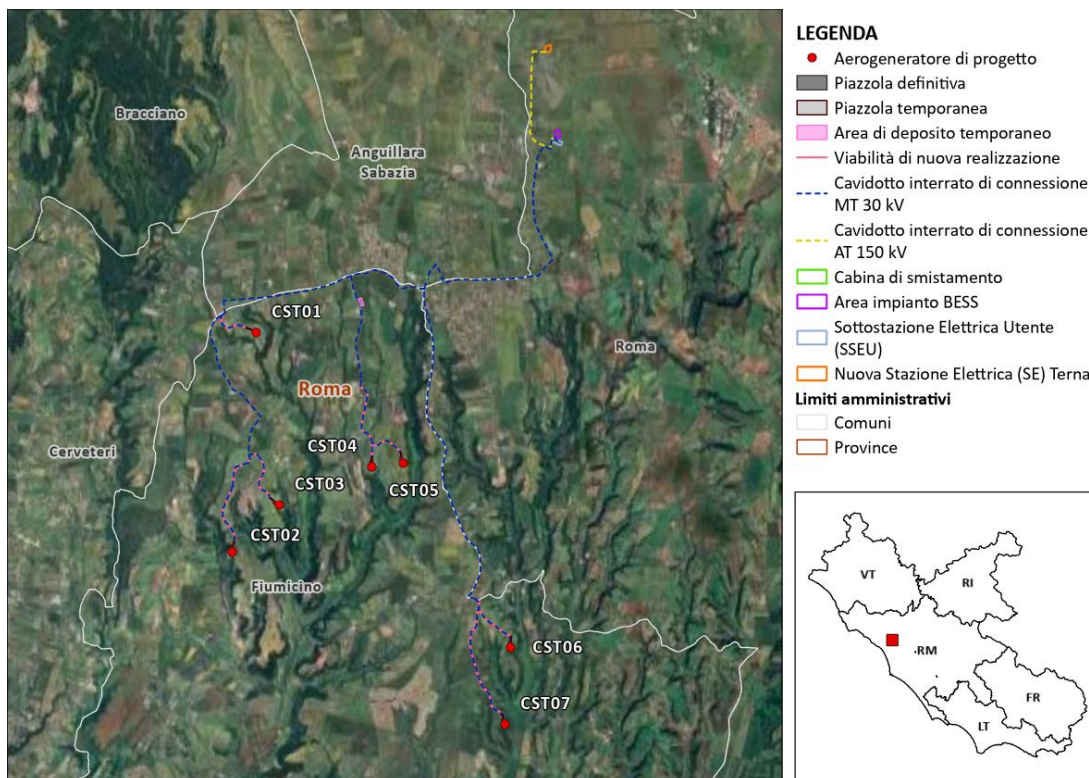 Bracciano
Anguillara
Sabazia
CST01
Roma
Roma
CST04
Cerveteri
CST03
CST05
CST02
Fiumicino
CST06
CST07
LEGENDA
Aerogeneratore di progetto
Piazzola definitiva
Piazzola temporanea
Area di deposito temporaneo
Viabilità di nuova realizzazione
Cavidotto interrato di connessione
MT 30 kV
Cavidotto interrato di connessione
AT 150 kV
Cabina di smistamento
Area impianto BESS
Sottostazione Elettrica Utente
(SSEU)
Nuova Stazione Elettrica (SE) Terna
Limiti amministrativi
Comuni
Province
VT
RI
RM
FR
LT